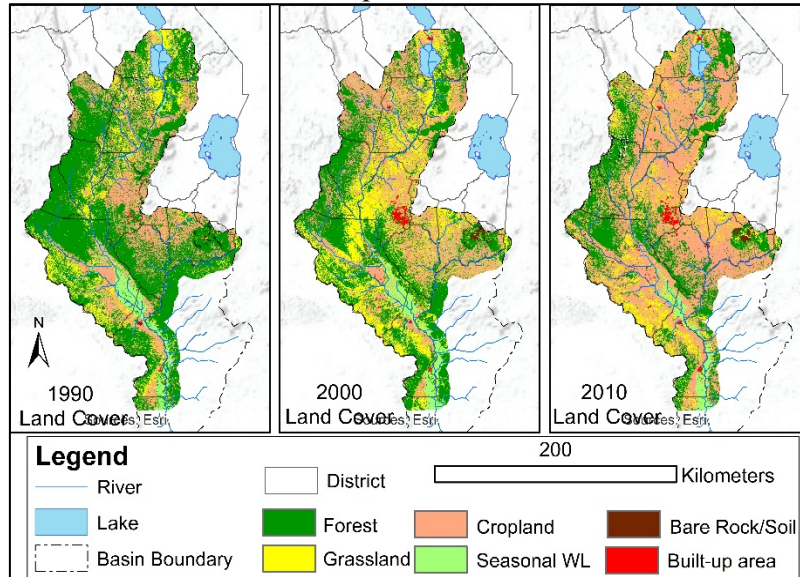 N
1990
Land Cover
Sources: Esri
2000
Land Cover
Sources: Esri
2010
Land Cover
Sources: Esri
Legend
River
Lake
Basin Boundary
District
200
Kilometers
Forest
Grassland
Cropland
Seasonal WL
Bare Rock/Soil
Built-up area